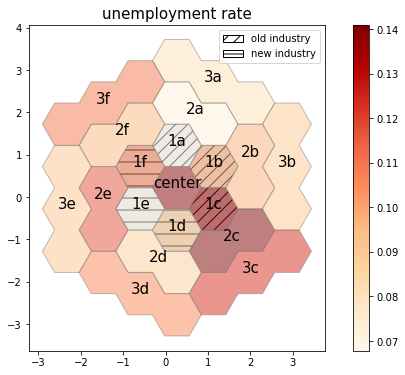 unemployment rate
old industry
new industry
3a
3f
2a
2f
1a
2b
1f
1b
3b
center
2e
3e
1e
1c
1d
2c
2d
3c
3d
4
3
2
1
0
−1
−2
−3
−3
−2
−1
0
1
2
3
0.14
0.13
0.12
0.11
0.10
0.09
0.08
0.07